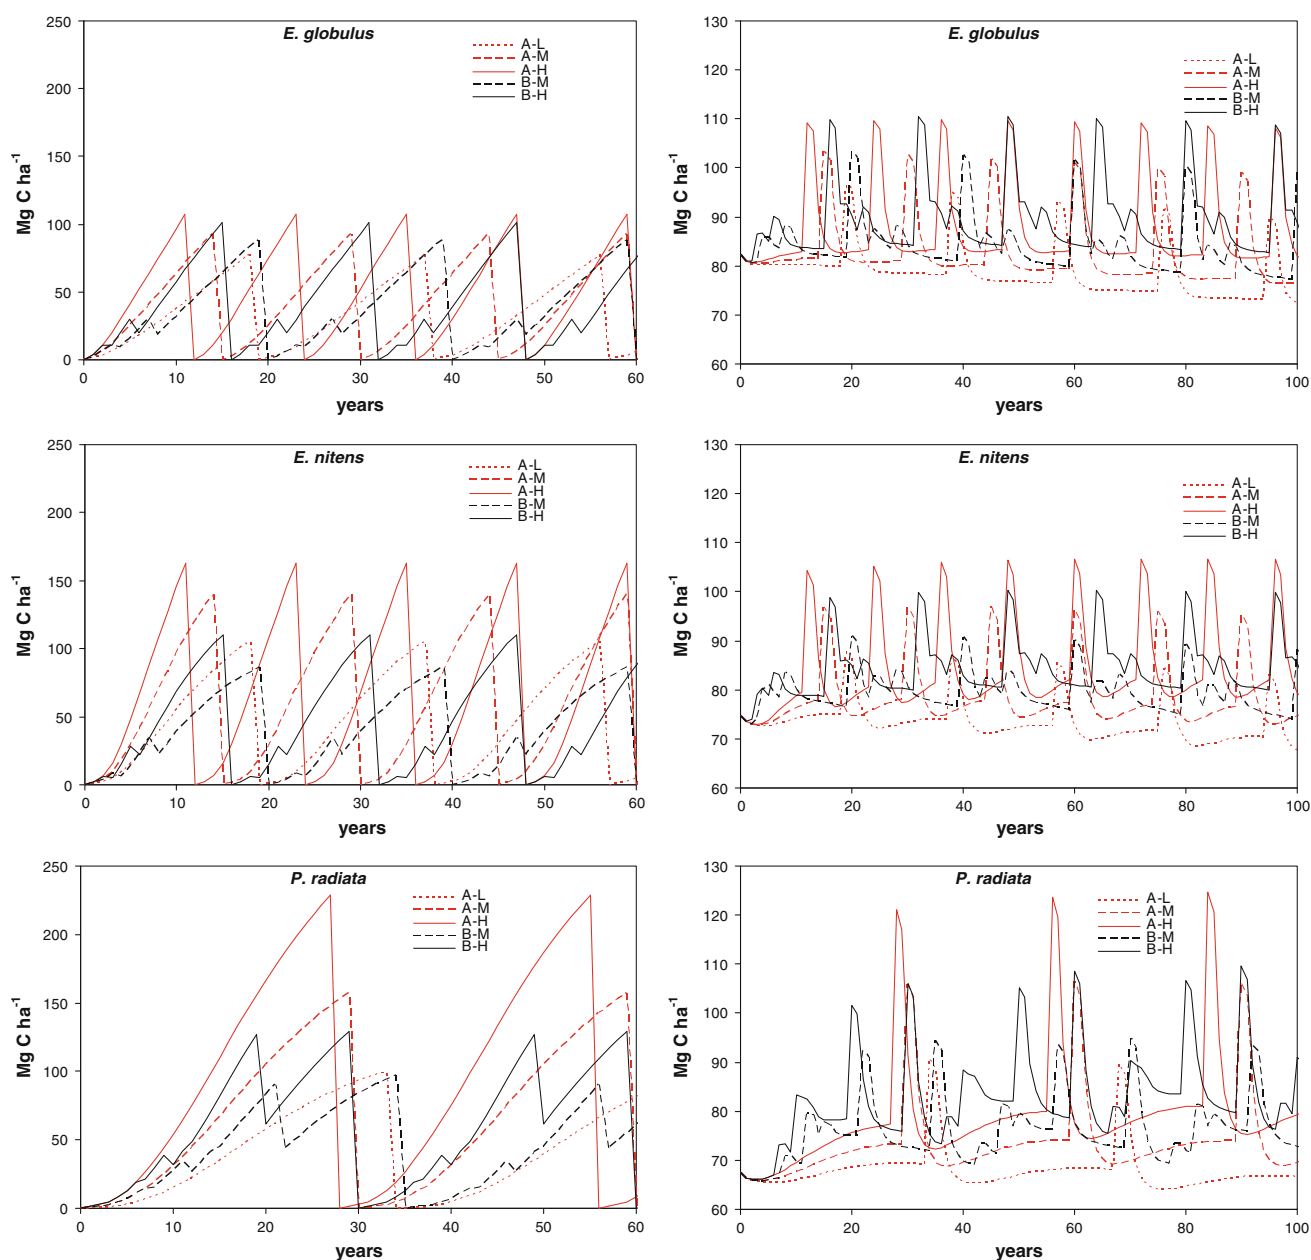 E. globulus
A-L
A-M
A-H
B-M
B-H
250
200
150
100
50
0
Mg C ha⁻¹
0 10 20 30 40 50 60
years
E. globulus
A-L
A-M
A-H
B-M
B-H
130
120
110
100
90
80
70
60
Mg C ha⁻¹
0 20 40 60 80 100
years
E. nitens
A-L
A-M
A-H
B-M
B-H
250
200
150
100
50
0
Mg C ha⁻¹
0 10 20 30 40 50 60
years
E. nitens
A-L
A-M
A-H
B-M
B-H
130
120
110
100
90
80
70
60
Mg C ha⁻¹
0 20 40 60 80 100
years
P. radiata
A-L
A-M
A-H
B-M
B-H
250
200
150
100
50
0
Mg C ha⁻¹
0 10 20 30 40 50 60
years
P. radiata
A-L
A-M
A-H
B-M
B-H
130
120
110
100
90
80
70
60
Mg C ha⁻¹
0 20 40 60 80 100
years